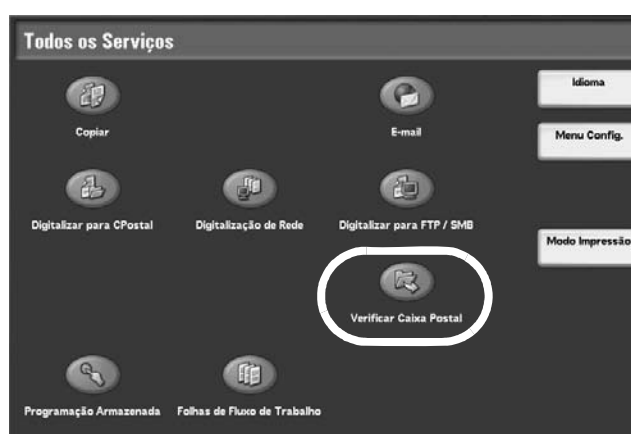 Todos os Serviços
Copiar
E-mail
Idioma
Menu Config.
Digitalizar para CPostal
Digitalização de Rede
Digitalizar para FTP / SMB
Modo Impressão
Verificar Caixa Postal
Programação Armazenada
Folhas de Fluxo de Trabalho